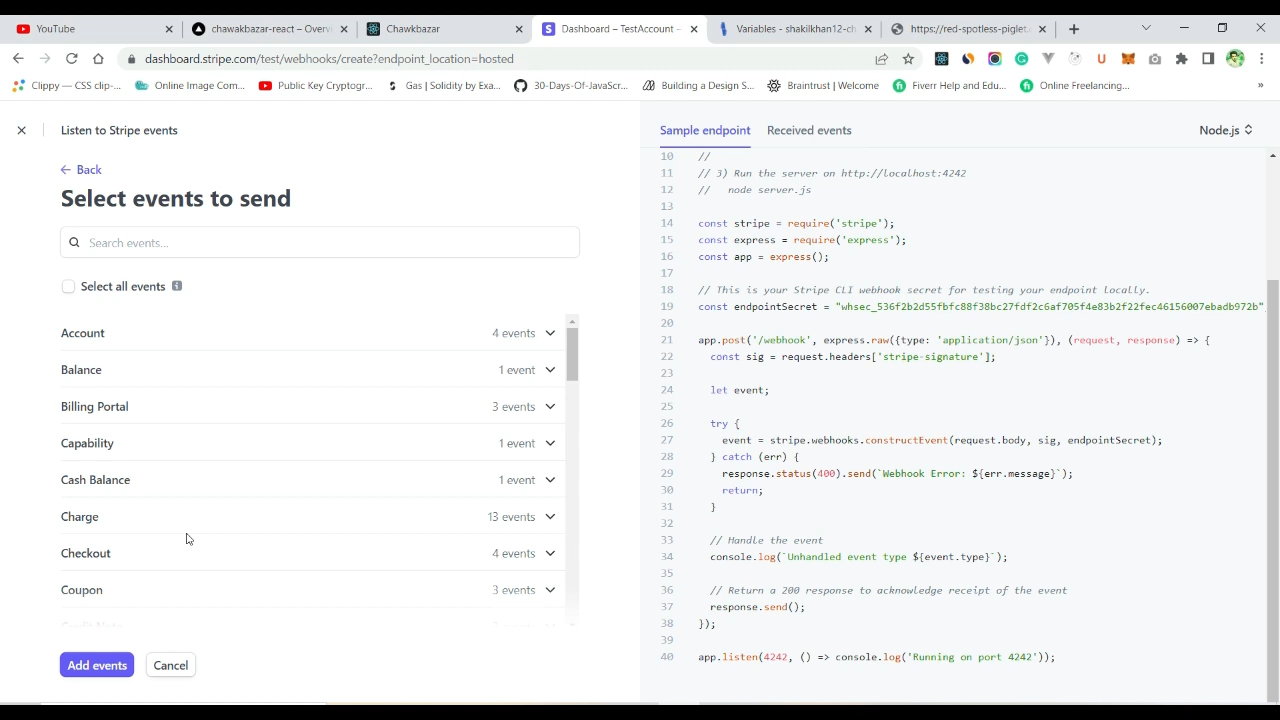 YouTube
chawakbazar-react – Overvi
Chawkbazar
Dashboard – TestAccount –
Variables - shakilkhan12-ch
https://red-spotless-piglet.
dashboard.stripe.com/test/webhooks/create?endpoint_location=hosted
Clippy — CSS clip-...
Online Image Com...
Public Key Cryptogr...
Gas | Solidity by Exa...
30-Days-Of-JavaScr...
Building a Design S...
Braintrust | Welcome
Fiverr Help and Edu...
Online Freelancing...
»
Listen to Stripe events
← Back
Select events to send
Search events...
Select all events
Account 4 events
Balance 1 event
Billing Portal 3 events
Capability 1 event
Cash Balance 1 event
Charge 13 events
Checkout 4 events
Coupon 3 events
Add events Cancel
Sample endpoint Received events Node.js
10 //
11 // 3) Run the server on http://localhost:4242
12 //   node server.js
13
14 const stripe = require('stripe');
15 const express = require('express');
16 const app = express();
17
18 // This is your Stripe CLI webhook secret for testing your endpoint locally.
19 const endpointSecret = "whsec_536f2b2d55fbfc88f38bc27fdf2c6af705f4e83b2f22fec46156007ebadb972b"
20
21 app.post('/webhook', express.raw({type: 'application/json'}), (request, response) => {
22   const sig = request.headers['stripe-signature'];
23
24   let event;
25
26   try {
27     event = stripe.webhooks.constructEvent(request.body, sig, endpointSecret);
28   } catch (err) {
29     response.status(400).send(`Webhook Error: ${err.message}`);
30     return;
31   }
32
33   // Handle the event
34   console.log(`Unhandled event type ${event.type}`);
35
36   // Return a 200 response to acknowledge receipt of the event
37   response.send();
38 });
39
40 app.listen(4242, () => console.log('Running on port 4242'));